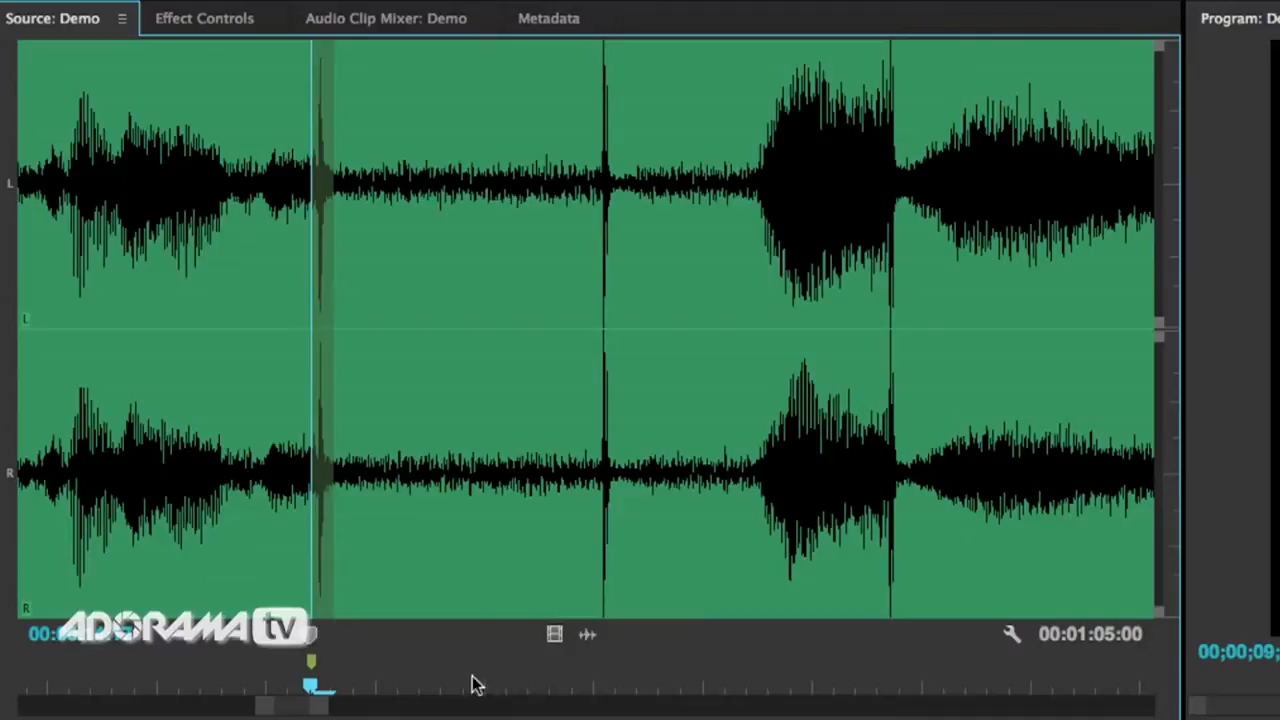 Source: Demo
Effect Controls
Audio Clip Mixer: Demo
Metadata
Program:
L
L
R
R
ADORAMA tv
00:01:05:00
00;00;09;